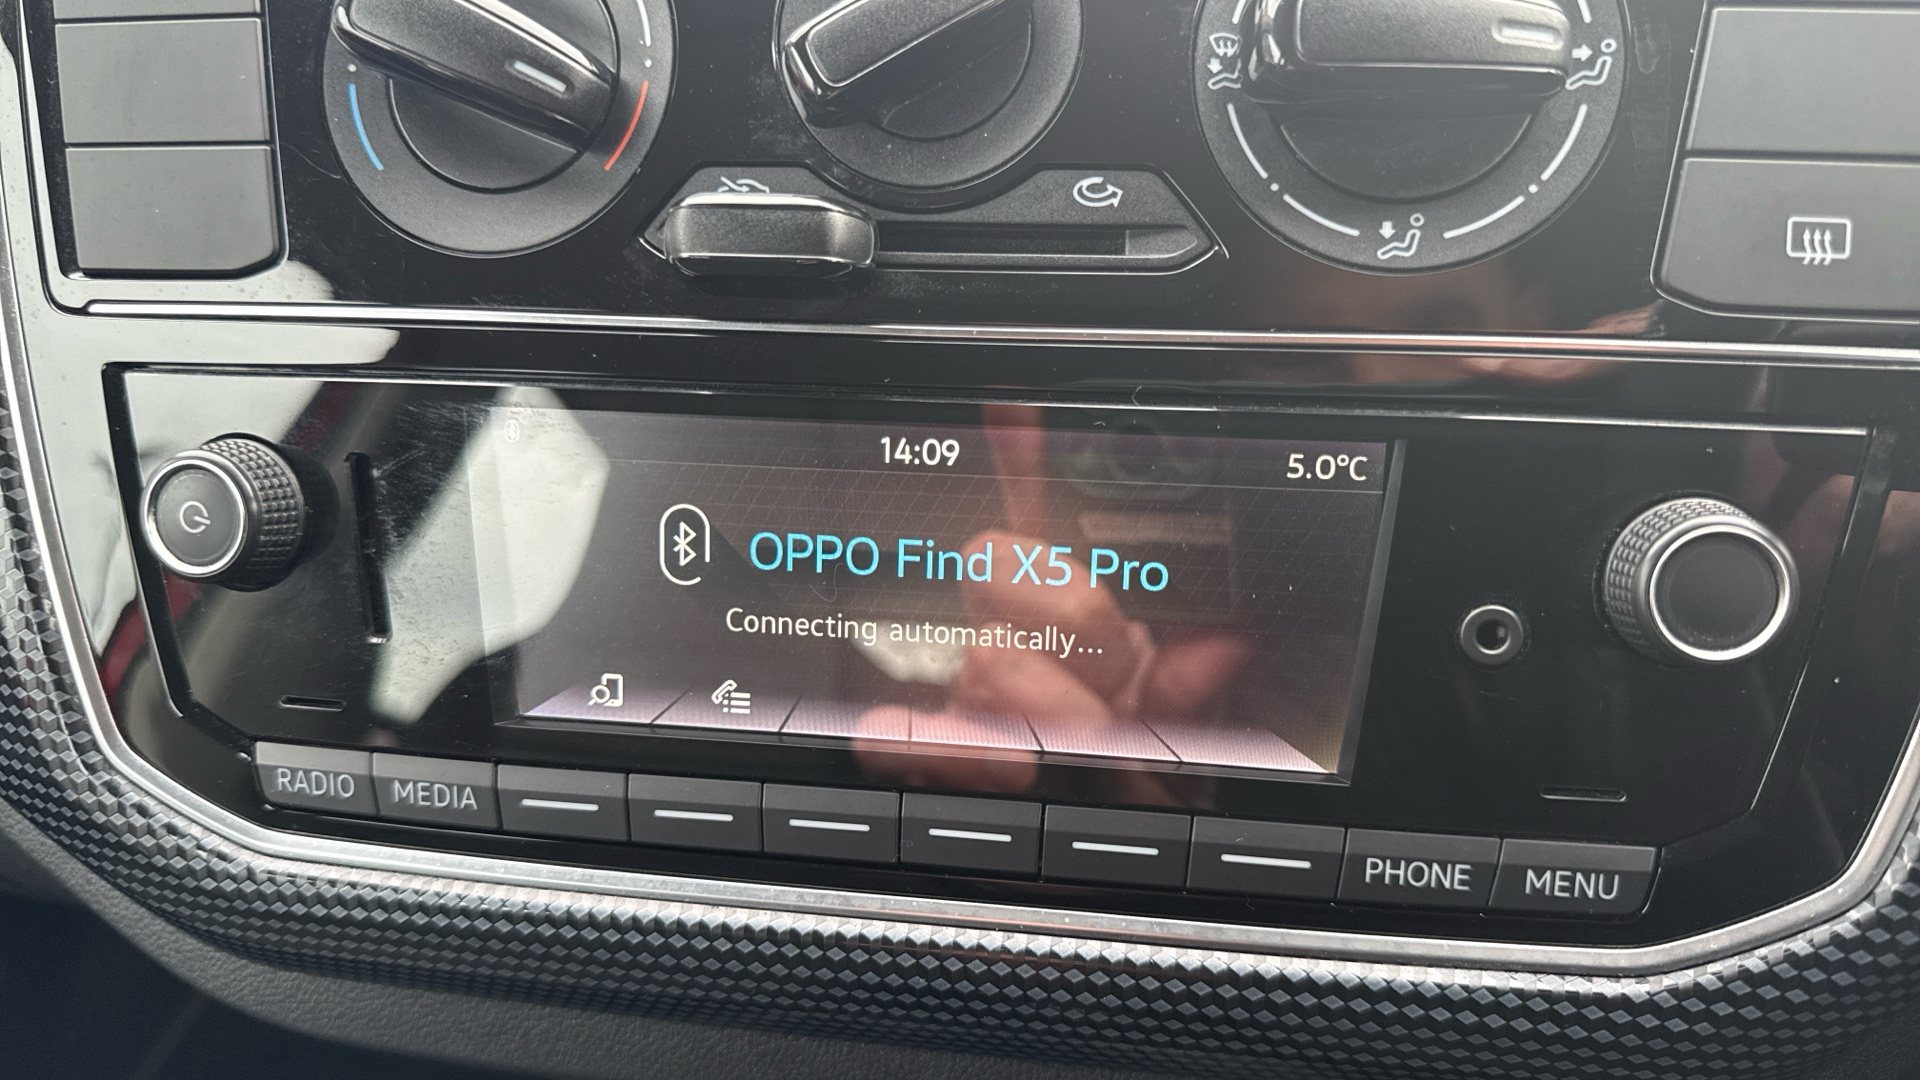 14:09
5.0°C
OPPO Find X5 Pro
Connecting automatically...
RADIO
MEDIA
PHONE
MENU